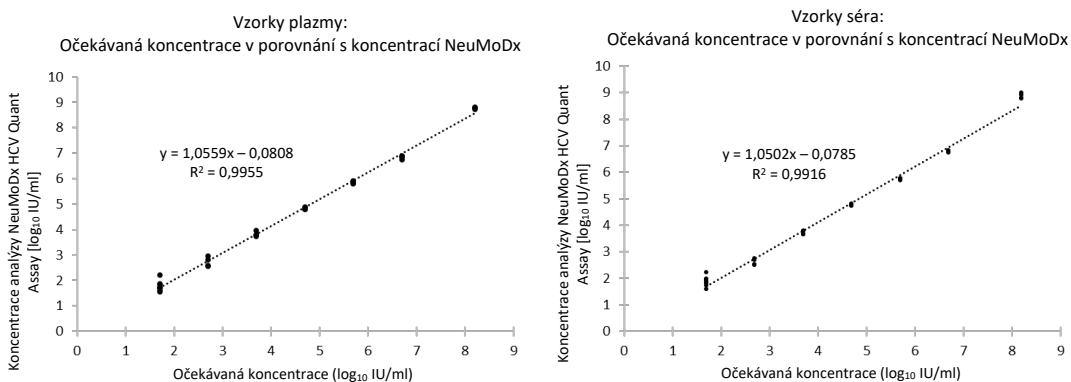 Vzorky plazmy:
Očekávaná koncentrace v porovnání s koncentrací NeuMoDx
Koncentrace analýzy NeuMoDx HCV Quant
Assay [log₁₀ IU/ml]
10
9
8
7
6
5
4
3
2
1
0
y = 1,0559x – 0,0808
R² = 0,9955
0 1 2 3 4 5 6 7 8 9
Očekávaná koncentrace (log₁₀ IU/ml)
Vzorky séra:
Očekávaná koncentrace v porovnání s koncentrací NeuMoDx
Koncentrace analýzy NeuMoDx HCV Quant
Assay [log₁₀ IU/ml]
10
9
8
7
6
5
4
3
2
1
0
y = 1,0502x – 0,0785
R² = 0,9916
0 1 2 3 4 5 6 7 8 9
Očekávaná koncentrace (log₁₀ IU/ml)